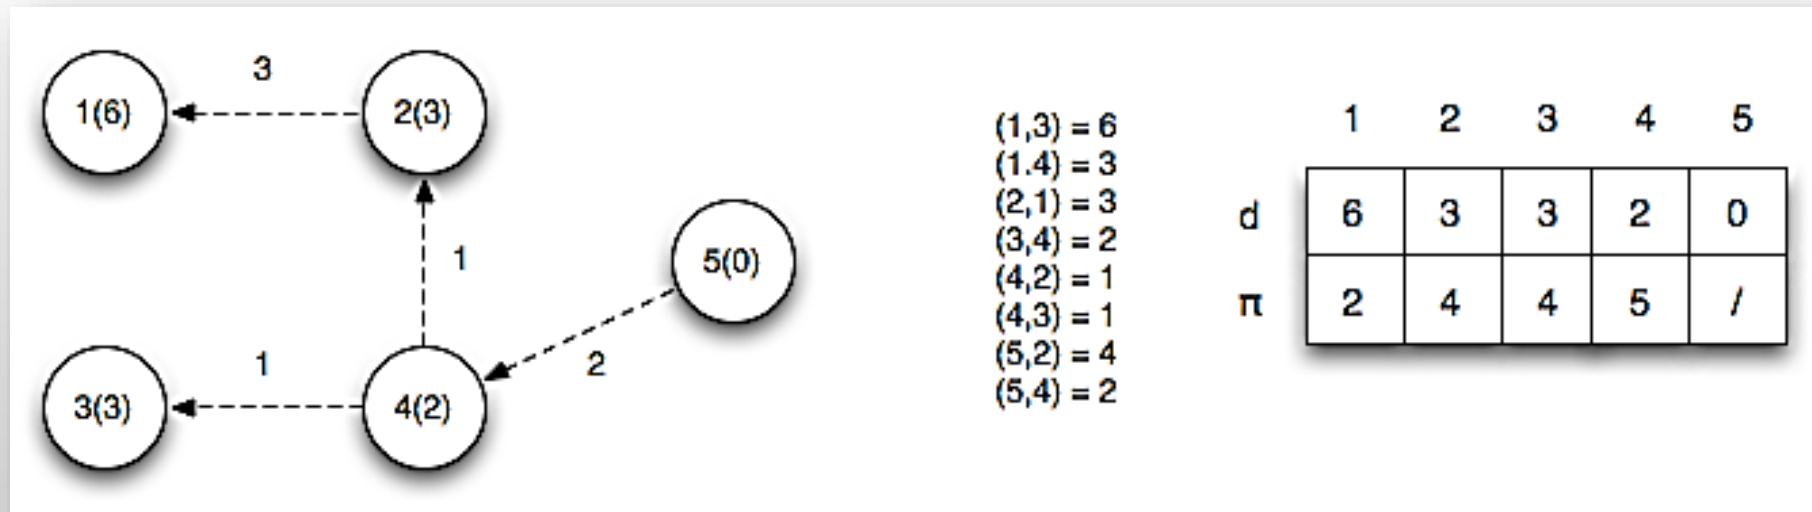 3
1(6)
2(3)
1
5(0)
1
2
3(3)
4(2)
(1,3) = 6
(1.4) = 3
(2,1) = 3
(3,4) = 2
(4,2) = 1
(4,3) = 1
(5,2) = 4
(5,4) = 2
1 2 3 4 5
d 6 3 3 2 0
π 2 4 4 5 /